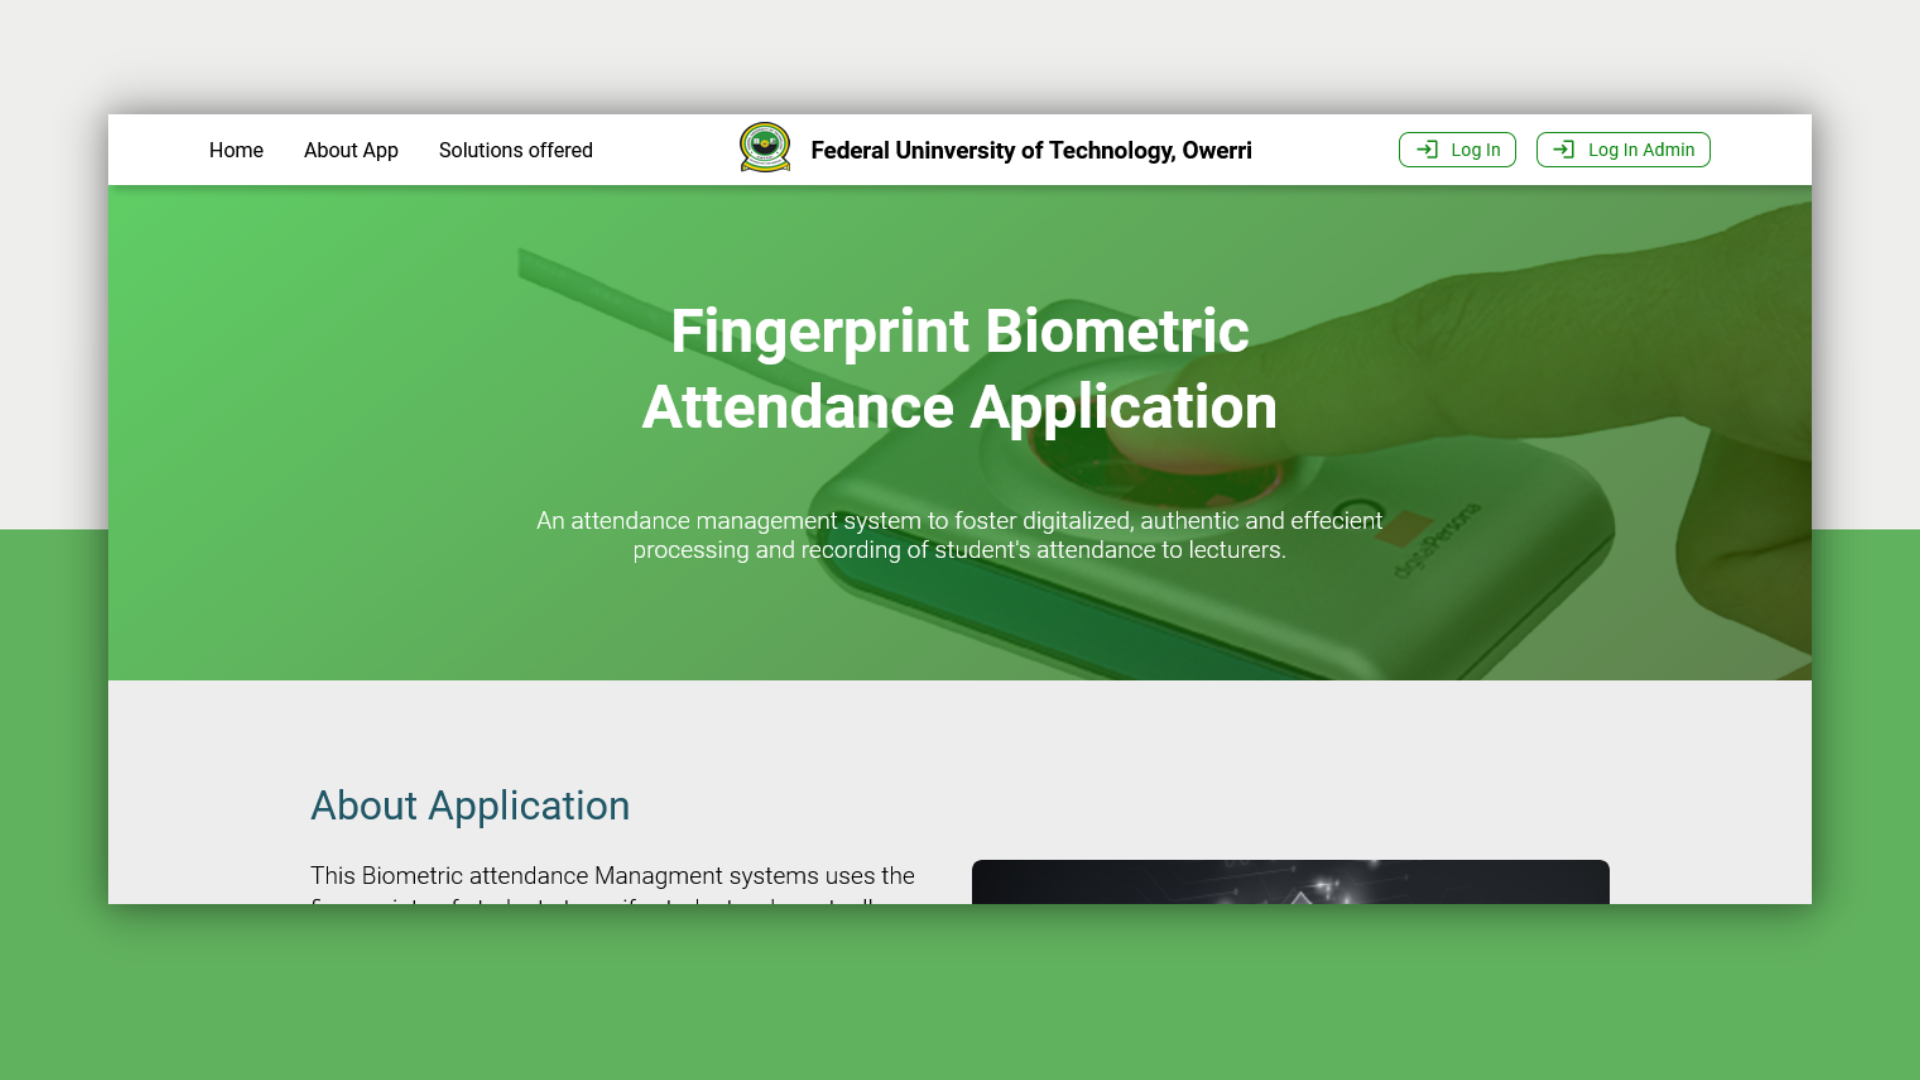 Home
About App
Solutions offered
Federal Uninversity of Technology, Owerri
Log In
Log In Admin
Fingerprint Biometric
Attendance Application
An attendance management system to foster digitalized, authentic and effecient
processing and recording of student's attendance to lecturers.
digitalPersona
About Application
This Biometric attendance Managment systems uses the